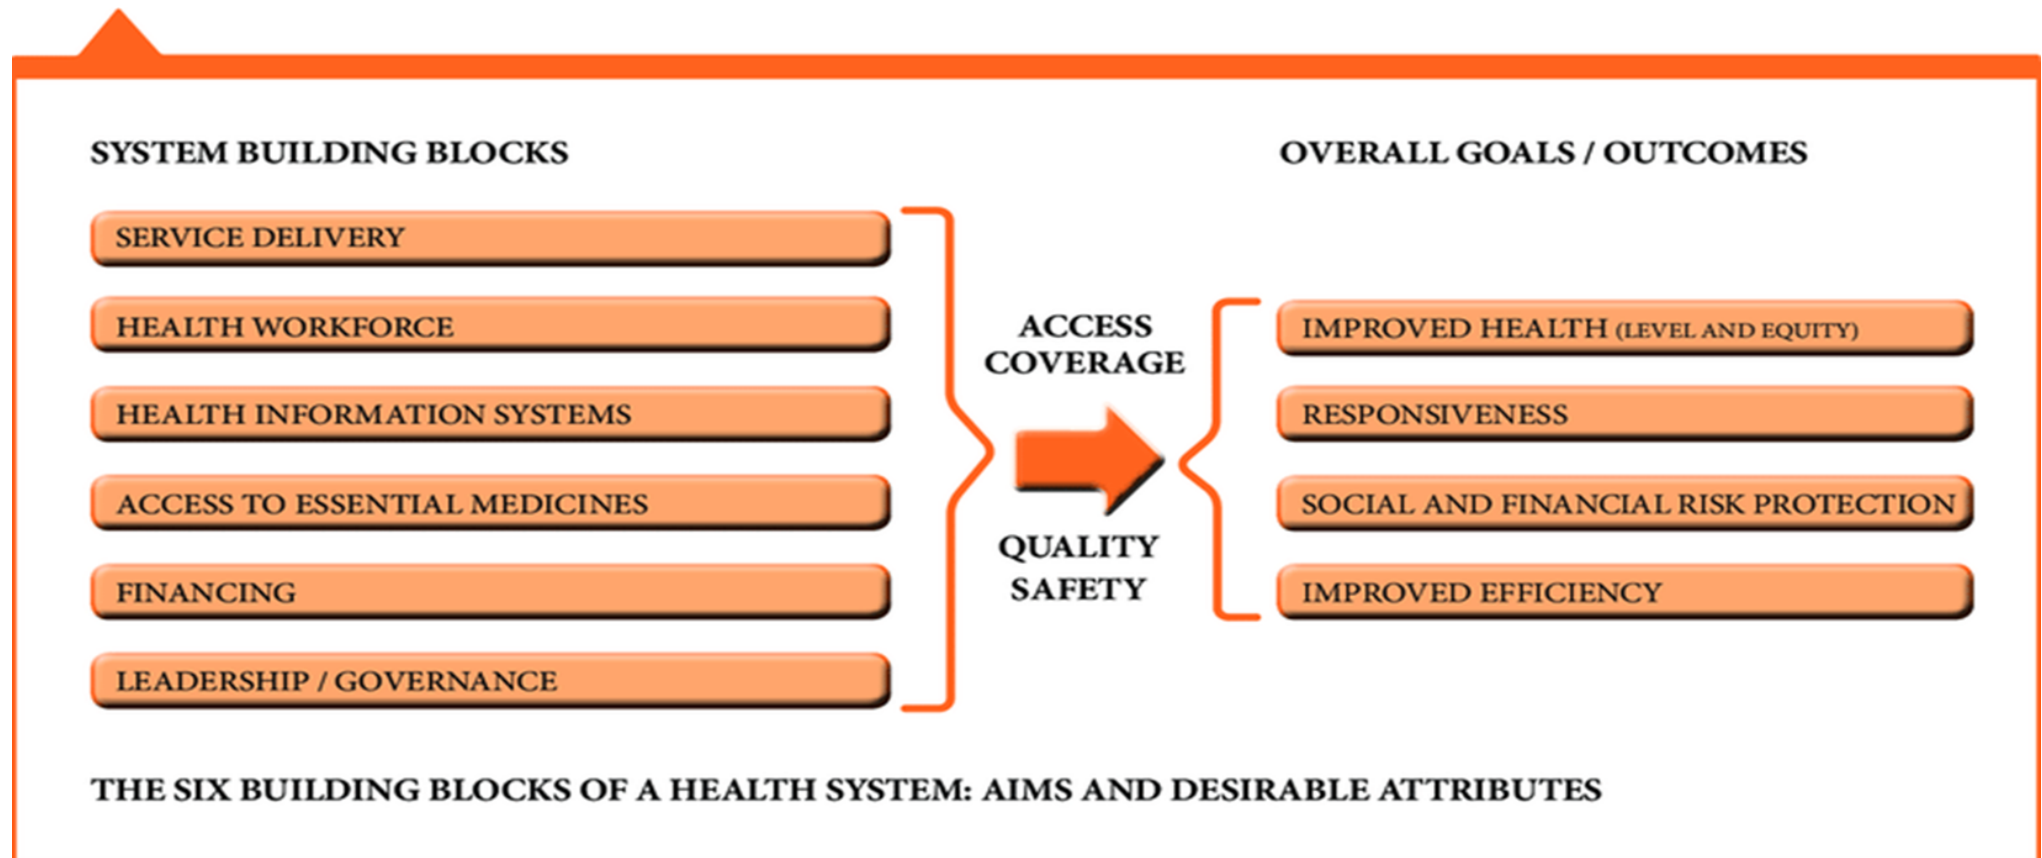 SYSTEM BUILDING BLOCKS
SERVICE DELIVERY
HEALTH WORKFORCE
HEALTH INFORMATION SYSTEMS
ACCESS TO ESSENTIAL MEDICINES
FINANCING
LEADERSHIP / GOVERNANCE
ACCESS
COVERAGE
QUALITY
SAFETY
OVERALL GOALS / OUTCOMES
IMPROVED HEALTH (LEVEL AND EQUITY)
RESPONSIVENESS
SOCIAL AND FINANCIAL RISK PROTECTION
IMPROVED EFFICIENCY
THE SIX BUILDING BLOCKS OF A HEALTH SYSTEM: AIMS AND DESIRABLE ATTRIBUTES